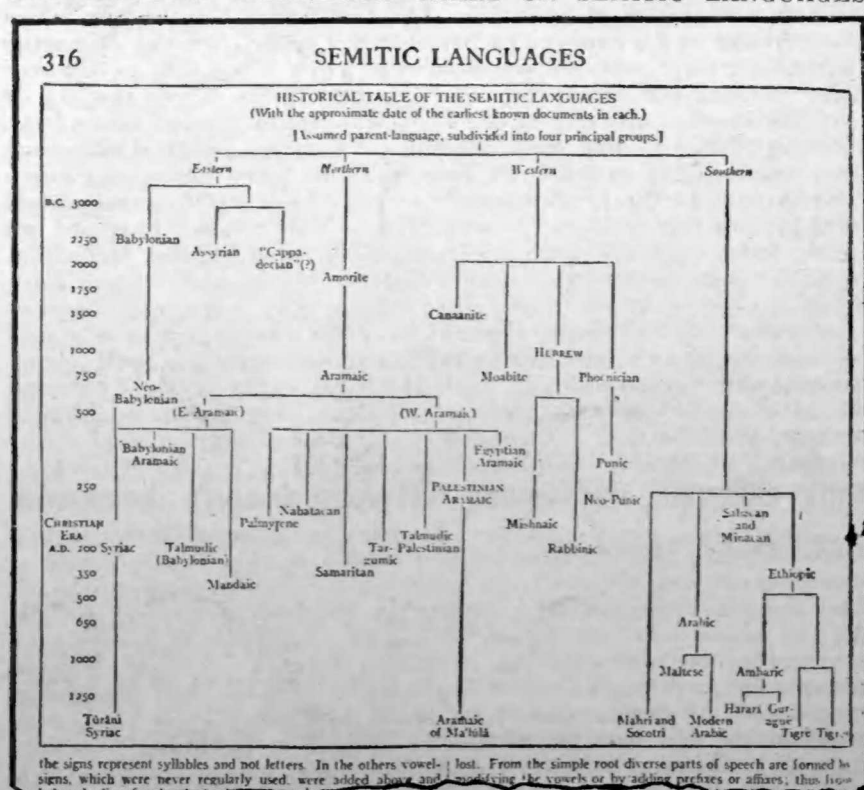 SEMITIC LANGUAGES
316 SEMITIC LANGUAGES
HISTORICAL TABLE OF THE SEMITIC LANGUAGES
(With the approximate date of the earliest known documents in each.)
[Assumed parent-language, subdivided into four principal groups.]
Eastern Northern Western Southern
B.C. 3000
2250 Babylonian Assyrian "Cappa-
docian"(?)
2000 Amorite
1750
1500 Canaanite
1000 HEBREW
750 Aramaic Moabite Phoenician
Neo-
Babylonian
500 (E. Aramaic) (W. Aramaic)
Babylonian
Aramaic
Egyptian
Aramaic
Punic
250 PALESTINIAN
ARAMAIC
Neo-Punic
Palmyrene Nabataean Mishnaic Sabaean
and
Minaean
CHRISTIAN
ERA
A.D. 200 Syriac Talmudic
(Babylonian)
Tar-
gumic
Talmudic
Palestinian
Rabbinic
350 Mandaic Samaritan Ethiopic
500
650 Arabic
1000 Maltese Amharic
1250 Harari Gur-
ague
Tûrâni
Syriac
Aramaic
of Ma'lûlâ
Mahri and
Socotri
Modern
Arabic
Tigre
the signs represent syllables and not letters. In the others vowel-
signs, which were never regularly used, were added above and
lost. From the simple root diverse parts of speech are formed by
modifying the vowels or by adding prefixes or affixes; thus from